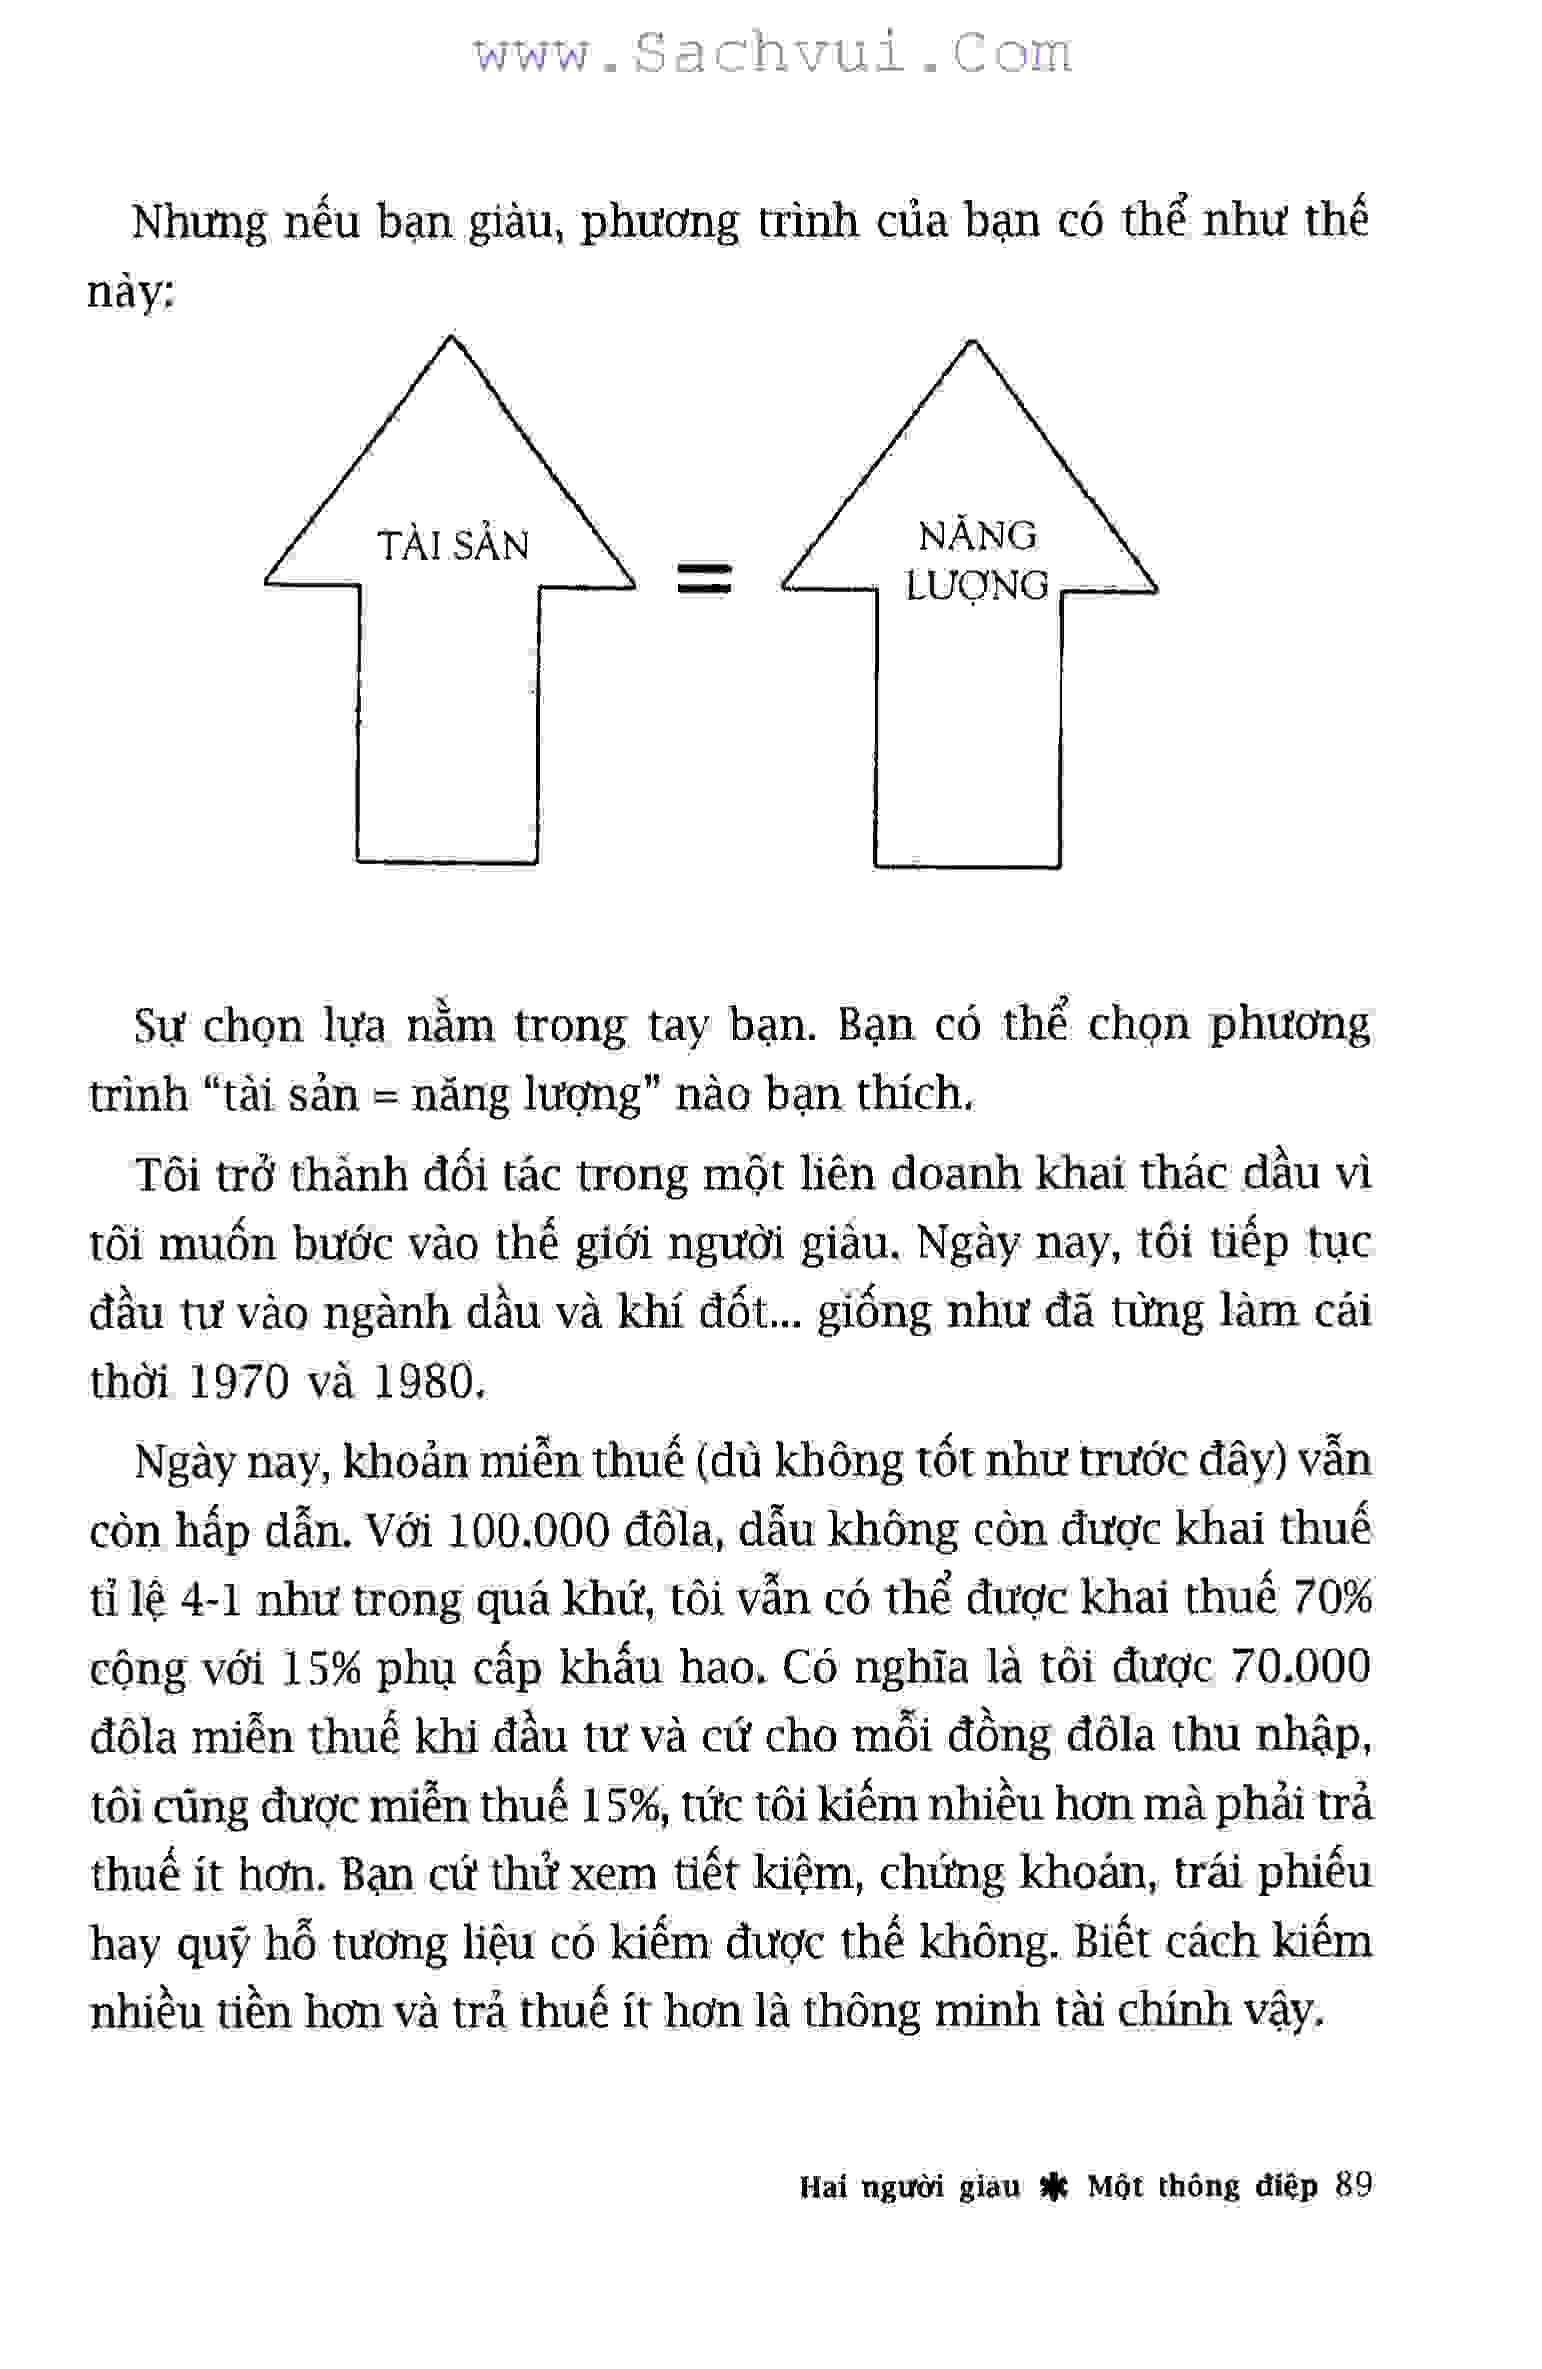 www.Sachvui.Com
Nhưng nếu bạn giàu, phương trình của bạn có thể như thế
này:
TÀI SẢN
=
NĂNG
LƯỢNG
Sự chọn lựa nằm trong tay bạn. Bạn có thể chọn phương
trình “tài sản = năng lượng” nào bạn thích.
Tôi trở thành đối tác trong một liên doanh khai thác dầu vì
tôi muốn bước vào thế giới người giàu. Ngày nay, tôi tiếp tục
đầu tư vào ngành dầu và khí đốt... giống như đã từng làm cái
thời 1970 và 1980.
Ngày nay, khoản miễn thuế (dù không tốt như trước đây) vẫn
còn hấp dẫn. Với 100.000 đôla, dẫu không còn được khai thuế
tỉ lệ 4-1 như trong quá khứ, tôi vẫn có thể được khai thuế 70%
cộng với 15% phụ cấp khấu hao. Có nghĩa là tôi được 70.000
đôla miễn thuế khi đầu tư và cứ cho mỗi đồng đôla thu nhập,
tôi cũng được miễn thuế 15%, tức tôi kiếm nhiều hơn mà phải trả
thuế ít hơn. Bạn cứ thử xem tiết kiệm, chứng khoán, trái phiếu
hay quỹ hỗ tương liệu có kiếm được thế không. Biết cách kiếm
nhiều tiền hơn và trả thuế ít hơn là thông minh tài chính vậy.
Hai người giàu ✱ Một thông điệp 89